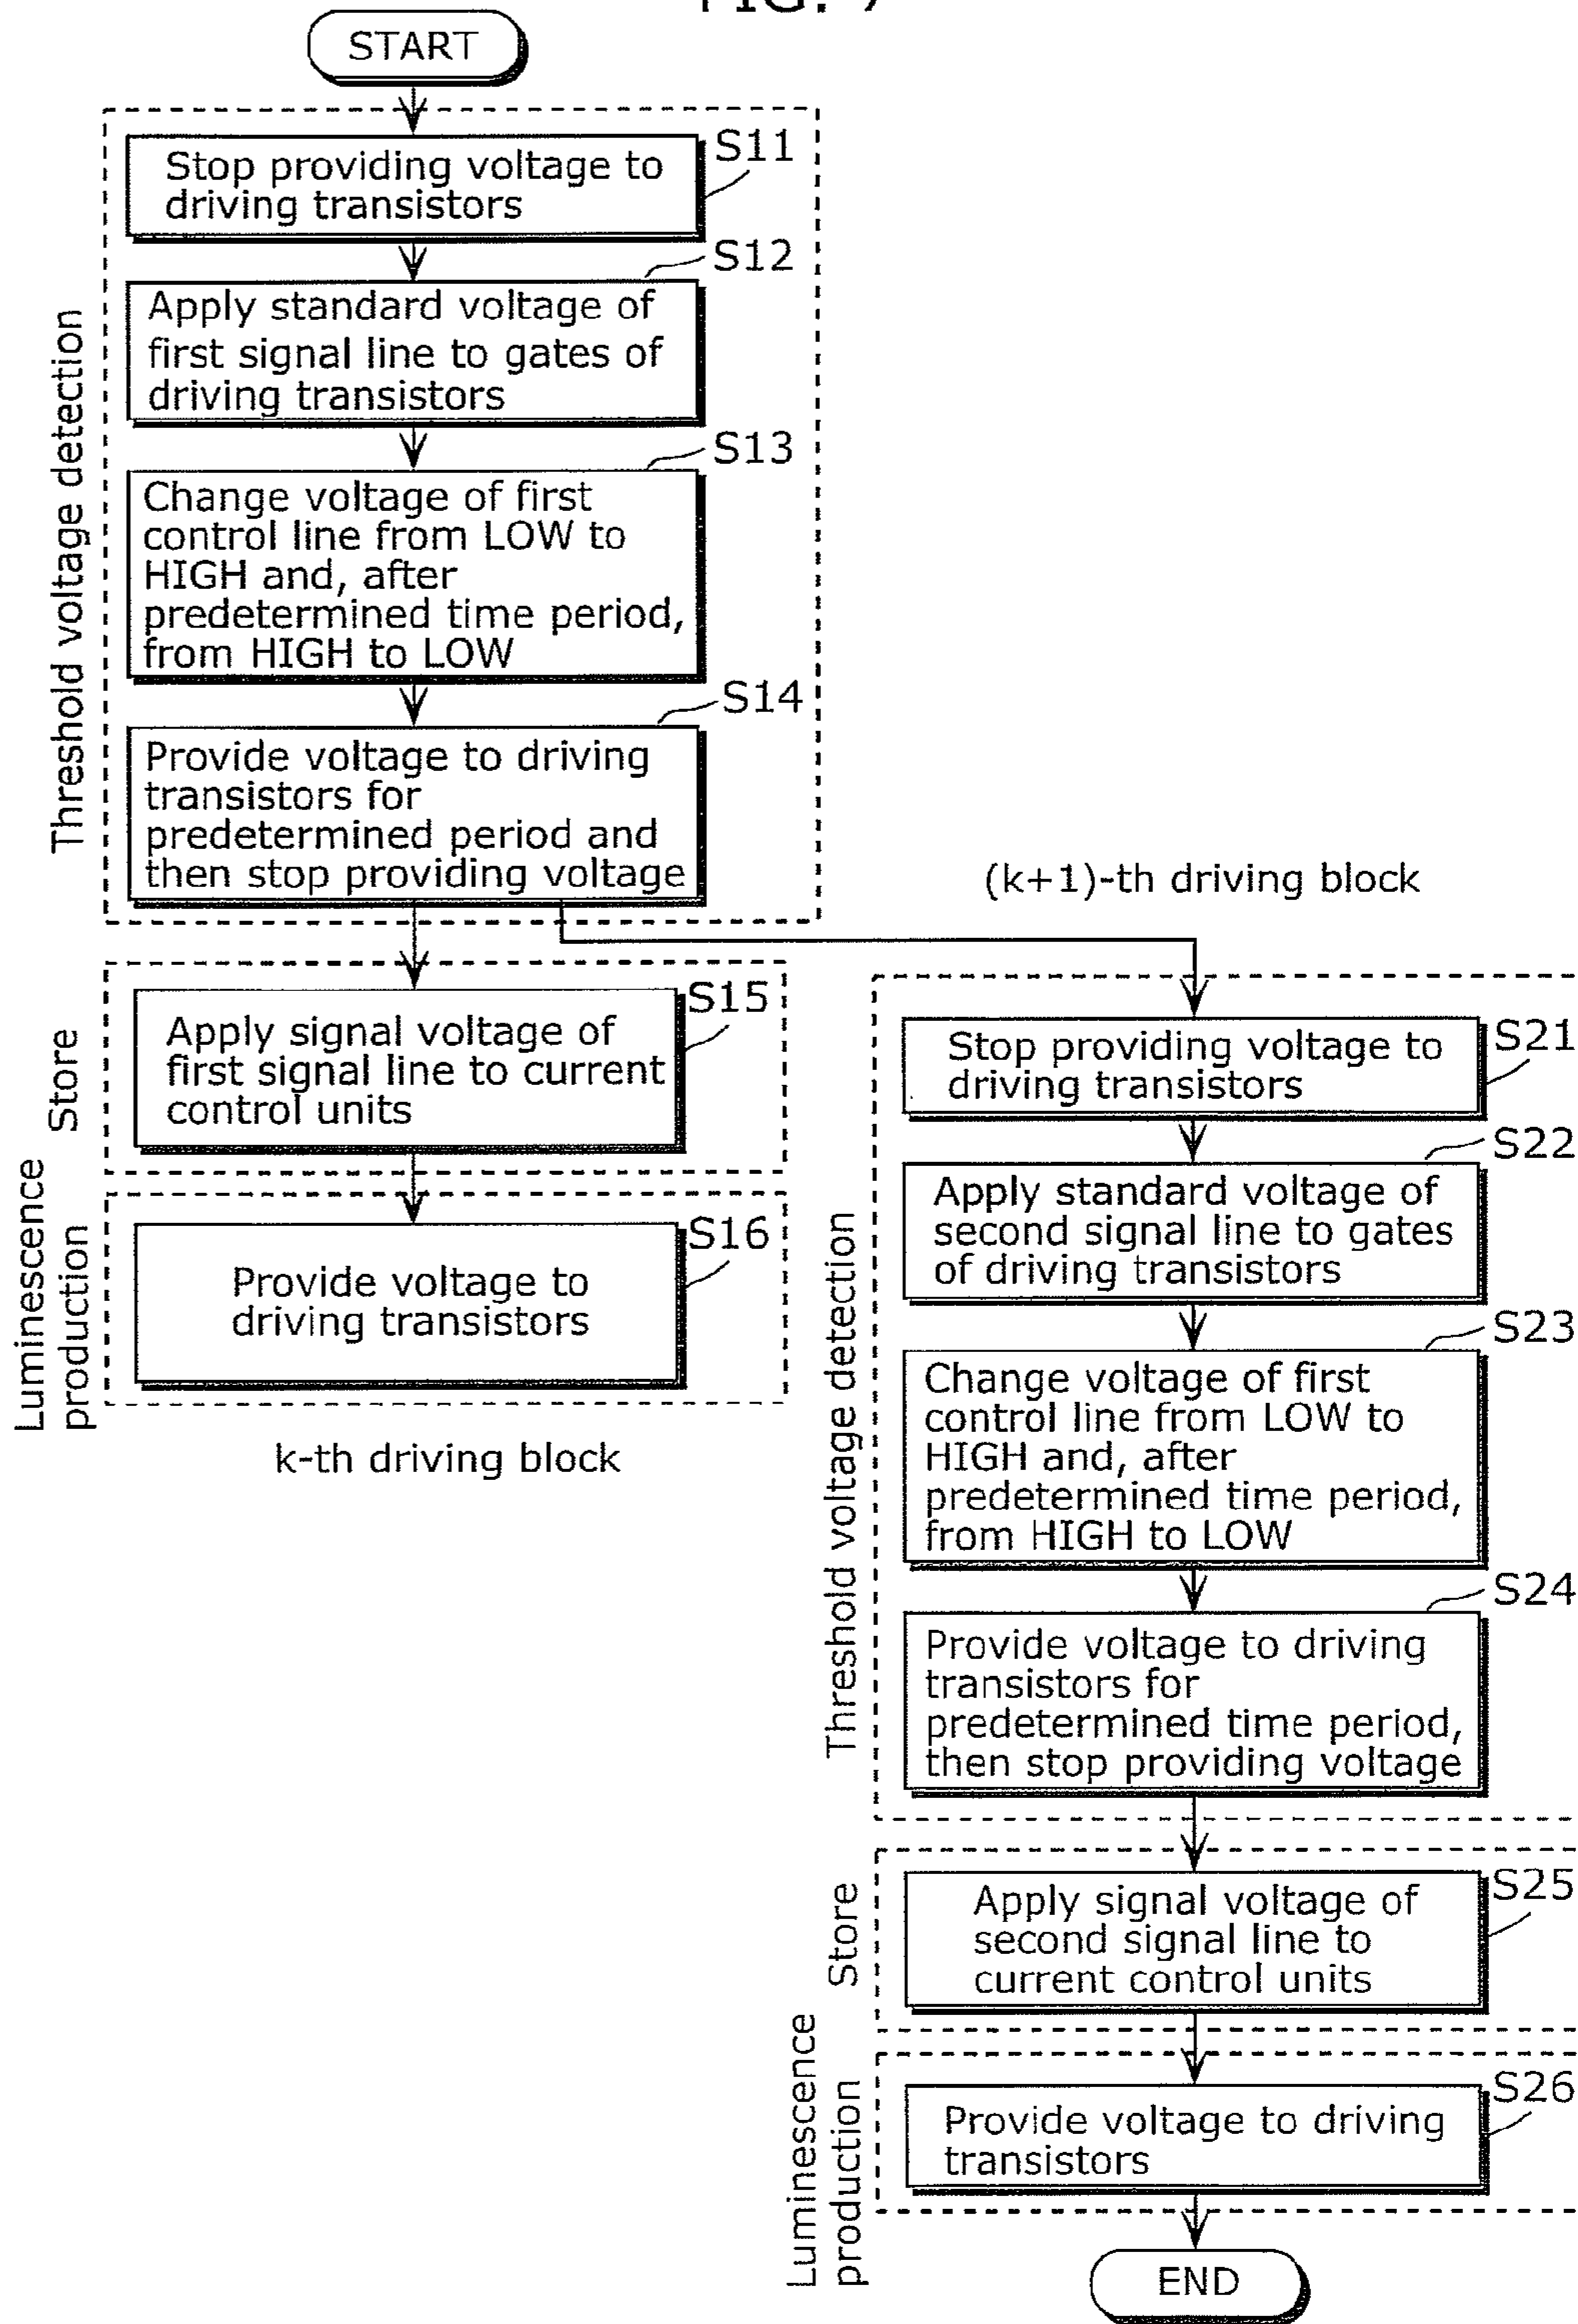 FIG. 7
START
Threshold voltage detection
S11
Stop providing voltage to
driving transistors
S12
Apply standard voltage of
first signal line to gates of
driving transistors
S13
Change voltage of first
control line from LOW to
HIGH and, after
predetermined time period,
from HIGH to LOW
S14
Provide voltage to driving
transistors for
predetermined period and
then stop providing voltage
Store
S15
Apply signal voltage of
first signal line to current
control units
Luminescence
production
S16
Provide voltage to
driving transistors
k-th driving block
(k+1)-th driving block
Threshold voltage detection
S21
Stop providing voltage to
driving transistors
S22
Apply standard voltage of
second signal line to gates
of driving transistors
S23
Change voltage of first
control line from LOW to
HIGH and, after
predetermined time period,
from HIGH to LOW
S24
Provide voltage to driving
transistors for
predetermined time period,
then stop providing voltage
Store
S25
Apply signal voltage of
second signal line to
current control units
Luminescence
production
S26
Provide voltage to driving
transistors
END